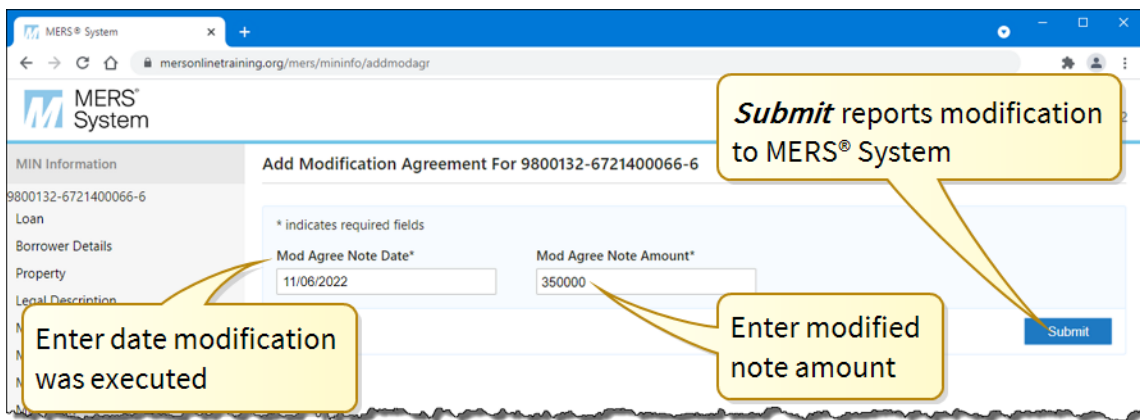 MERS® System
mersonlinetraining.org/mers/mininfo/addmodagr
MERS®
System
MIN Information
9800132-6721400066-6
Loan
Borrower Details
Property
Legal Description
Add Modification Agreement For 9800132-6721400066-6
* indicates required fields
Mod Agree Note Date*
Mod Agree Note Amount*
11/06/2022
350000
Submit
Submit reports modification
to MERS® System
Enter date modification
was executed
Enter modified
note amount